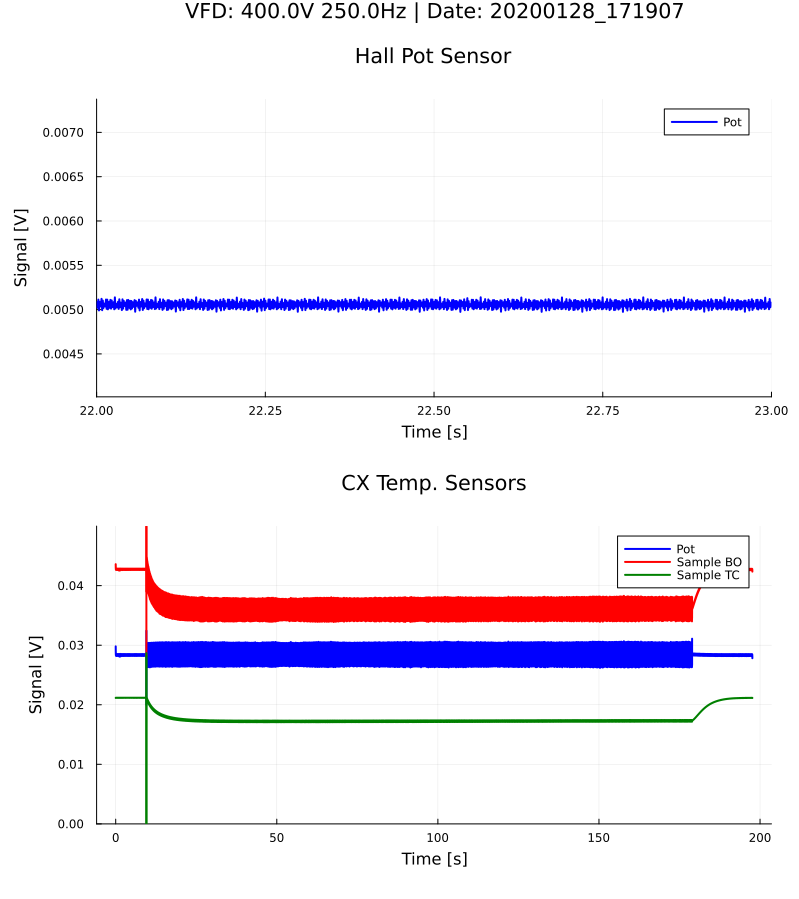 VFD: 400.0V 250.0Hz | Date: 20200128_171907
Hall Pot Sensor
Pot
Signal [V]
0.0070
0.0065
0.0060
0.0055
0.0050
0.0045
22.00 22.25 22.50 22.75 23.00
Time [s]
CX Temp. Sensors
Pot
Sample BO
Sample TC
Signal [V]
0.04
0.03
0.02
0.01
0.00
0 50 100 150 200
Time [s]